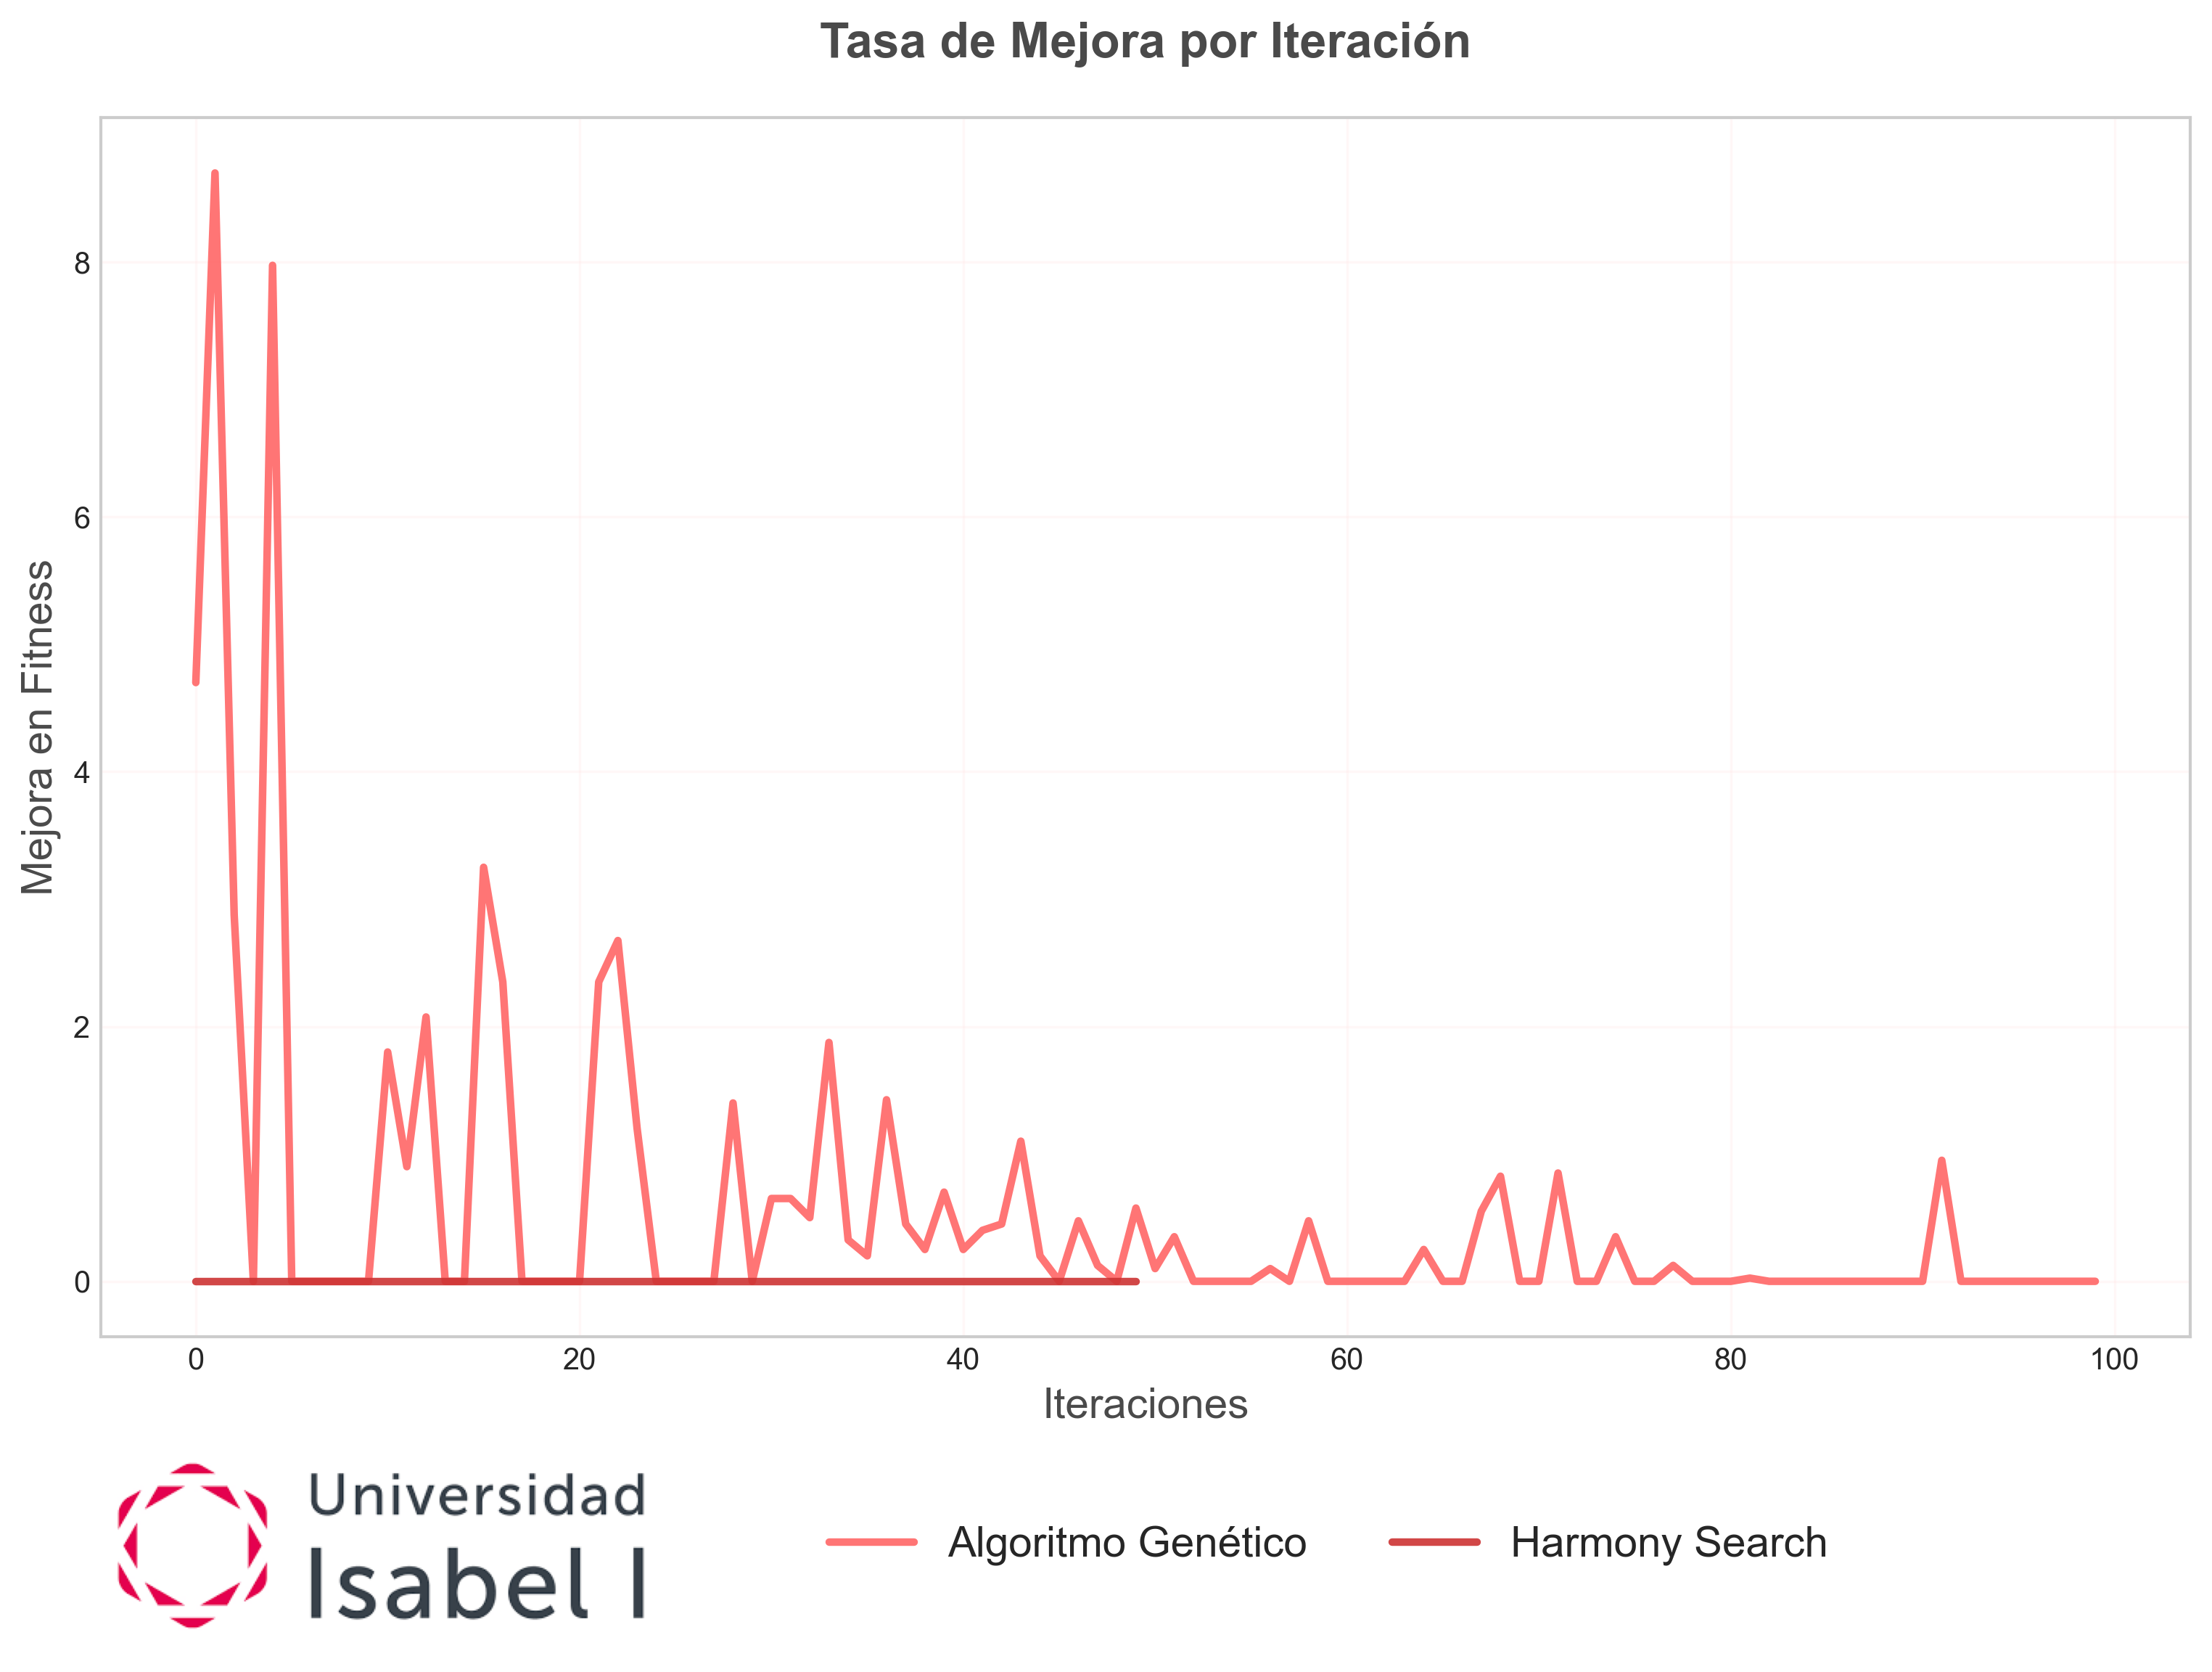 Tasa de Mejora por Iteración
Mejora en Fitness
8
6
4
2
0
0 20 40 60 80 100
Iteraciones
Universidad
Isabel I
Algoritmo Genético Harmony Search